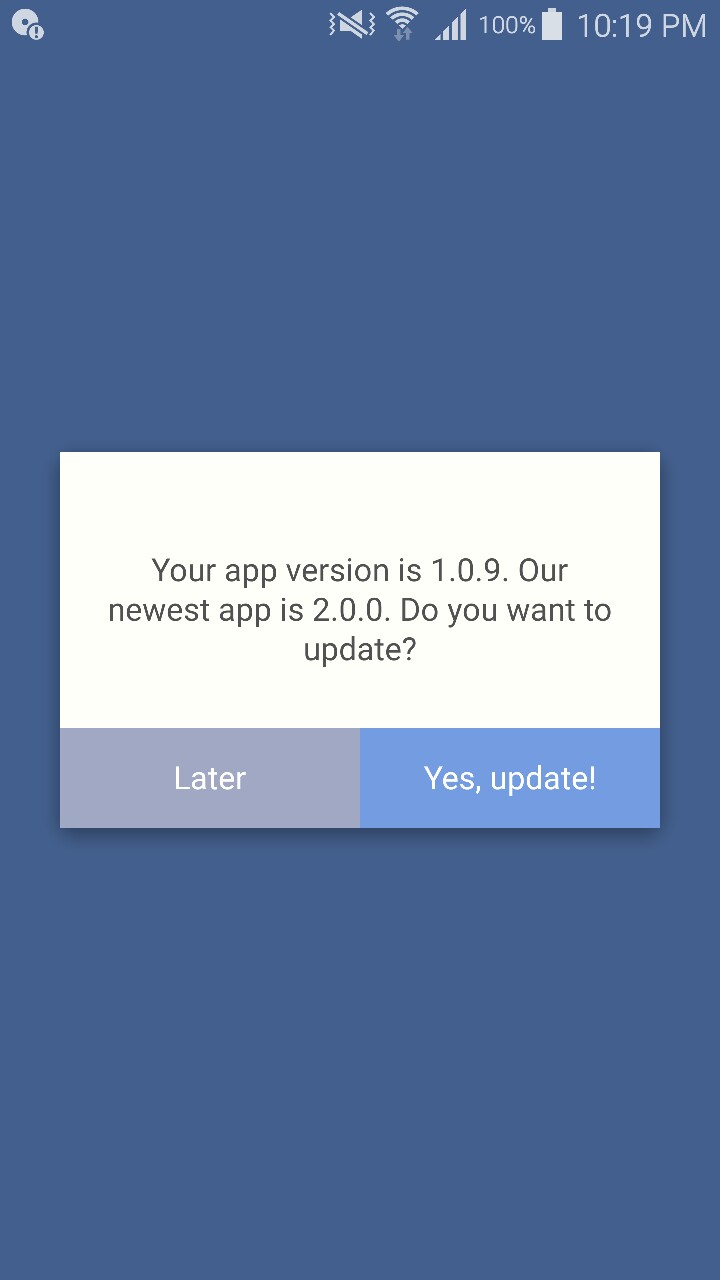 100% 10:19 PM
Your app version is 1.0.9. Our
newest app is 2.0.0. Do you want to
update?
Later
Yes, update!